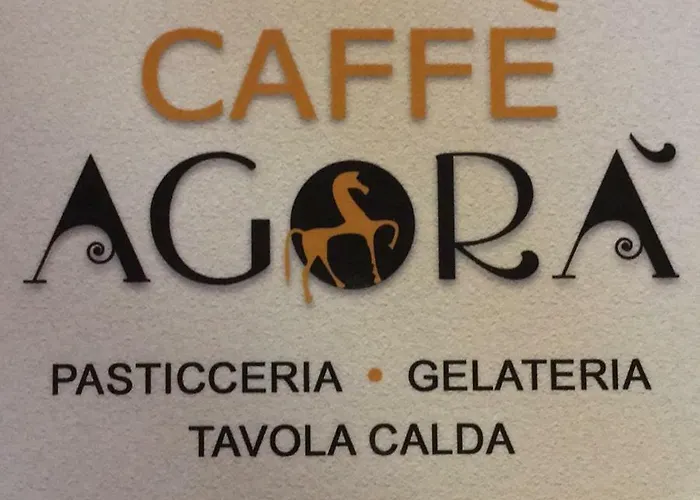 CAFFÈ
AGORÀ
PASTICCERIA • GELATERIA
TAVOLA CALDA